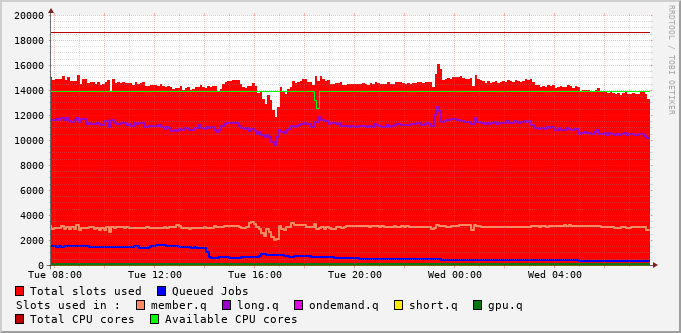 20000
18000
16000
14000
12000
10000
8000
6000
4000
2000
0
Tue 08:00 Tue 12:00 Tue 16:00 Tue 20:00 Wed 00:00 Wed 04:00
Total slots used Queued Jobs
Slots used in : member.q long.q ondemand.q short.q gpu.q
Total CPU cores Available CPU cores
RRDTOOL / TOBI OETIKER